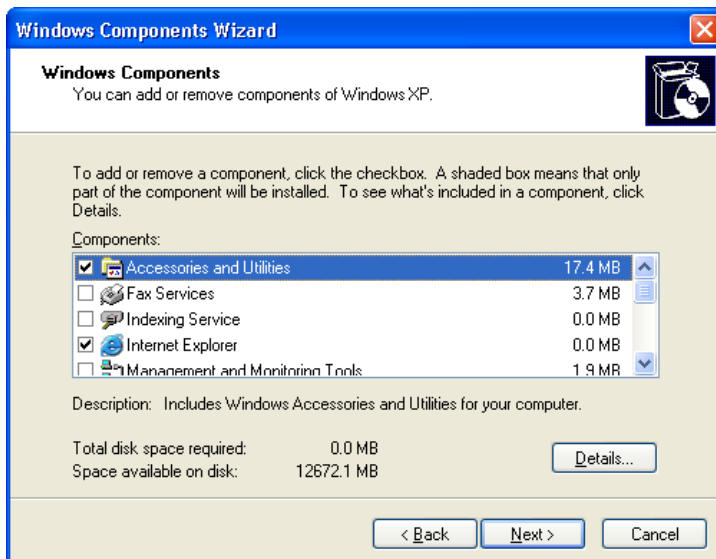 Windows Components Wizard
Windows Components
You can add or remove components of Windows XP.
To add or remove a component, click the checkbox. A shaded box means that only
part of the component will be installed. To see what's included in a component, click
Details.
Components:
Accessories and Utilities 17.4 MB
Fax Services 3.7 MB
Indexing Service 0.0 MB
Internet Explorer 0.0 MB
Management and Monitoring Tools 1.9 MB
Description: Includes Windows Accessories and Utilities for your computer.
Total disk space required: 0.0 MB
Space available on disk: 12672.1 MB
Details...
< Back Next > Cancel